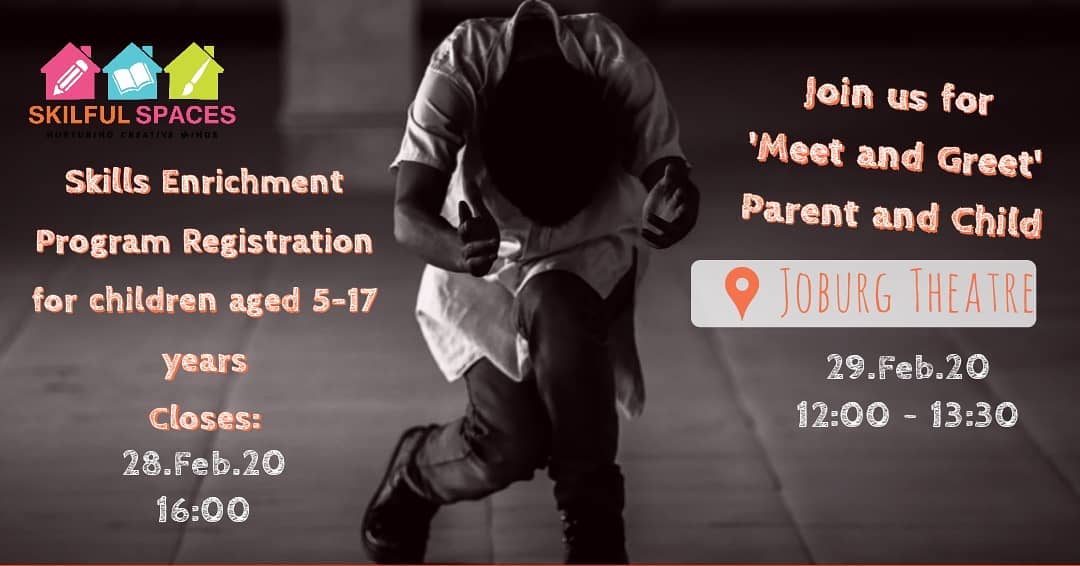 SKILFUL SPACES
NURTURING CREATIVE MINDS
Skills Enrichment
Program Registration
for children aged 5-17
years
Closes:
28.Feb.20
16:00
Join us for
'Meet and Greet'
Parent and Child
JOBURG THEATRE
29.Feb.20
12:00 - 13:30